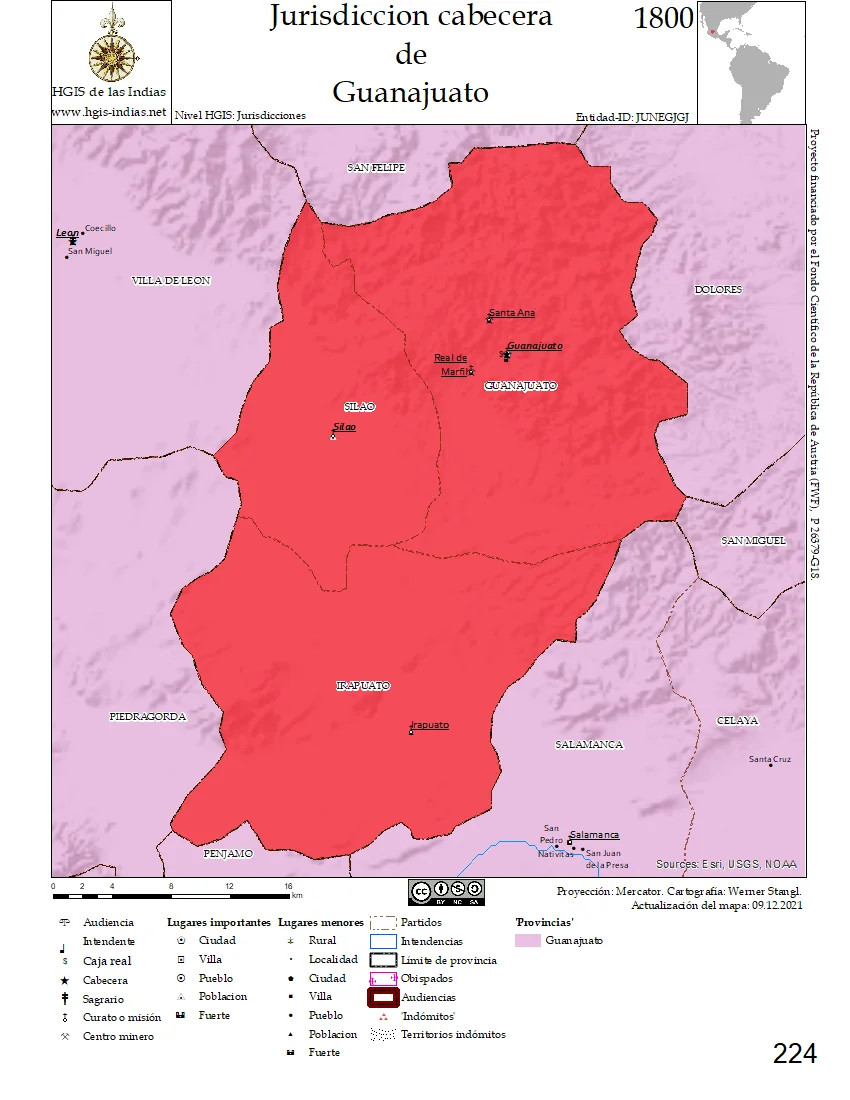 Jurisdiccion cabecera
de
Guanajuato
1800
HGIS de las Indias
www.hgis-indias.net
Nivel HGIS: Jurisdicciones
Entidad-ID: JUNEGJGJ
Proyecto financiado por el Fondo Científico de la República de Austria (FWF), P 26379-G18.
SAN FELIPE
Leon
Coecillo
San Miguel
VILLA DE LEON
DOLORES
Santa Ana
Guanajuato
S
Real de
Marfil
GUANAJUATO
SILAO
Silao
SAN MIGUEL
IRAPUATO
PIEDRAGORDA
Irapuato
CELAYA
SALAMANCA
Santa Cruz
San
Pedro
Nativitas
Salamanca
San Juan
de la Presa
PENJAMO
Sources: Esri, USGS, NOAA
0 2 4 8 12 16
km
cc
BY NC SA
Proyección: Mercator. Cartografía: Werner Stangl.
Actualización del mapa: 09.12.2021
Audiencia
Intendente
S Caja real
Cabecera
Sagrario
Curato o misión
Centro minero
Lugares importantes
Ciudad
Villa
Pueblo
Poblacion
Fuerte
Lugares menores
Rural
Localidad
Ciudad
Villa
Pueblo
Poblacion
Fuerte
Partidos
Intendencias
Límite de provincia
Obispados
Audiencias
'Indómitos'
Territorios indómitos
'Provincias'
Guanajuato
224